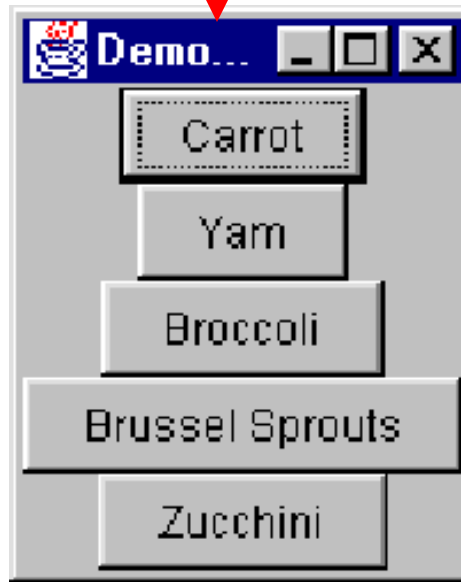 Demo...
Carrot
Yam
Broccoli
Brussel Sprouts
Zucchini